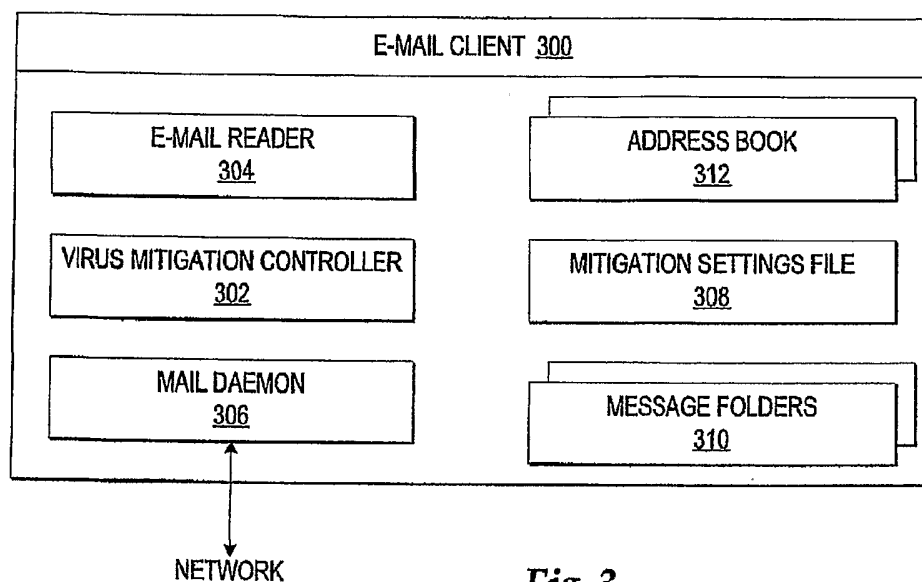 E-MAIL CLIENT 300
E-MAIL READER
304
ADDRESS BOOK
312
VIRUS MITIGATION CONTROLLER
302
MITIGATION SETTINGS FILE
308
MAIL DAEMON
306
MESSAGE FOLDERS
310
NETWORK
Fig. 3